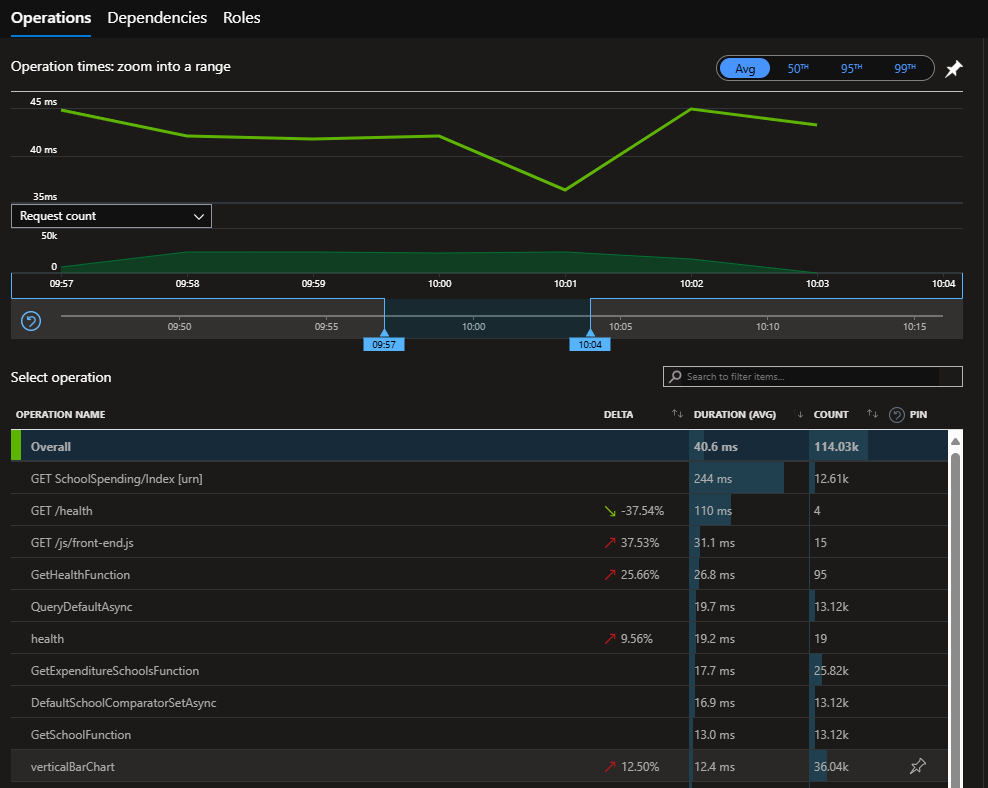 Operations Dependencies Roles
Operation times: zoom into a range
Avg 50TH 95TH 99TH
45 ms
40 ms
35ms
Request count
50k
0
09:57 09:58 09:59 10:00 10:01 10:02 10:03 10:04
09:50 09:55 10:00 10:05 10:10 10:15
09:57 10:04
Select operation
Search to filter items...
OPERATION NAME DELTA DURATION (AVG) COUNT PIN
Overall 40.6 ms 114.03k
GET SchoolSpending/Index [urn] 244 ms 12.61k
GET /health -37.54% 110 ms 4
GET /js/front-end.js 37.53% 31.1 ms 15
GetHealthFunction 25.66% 26.8 ms 95
QueryDefaultAsync 19.7 ms 13.12k
health 9.56% 19.2 ms 19
GetExpenditureSchoolsFunction 17.7 ms 25.82k
DefaultSchoolComparatorSetAsync 16.9 ms 13.12k
GetSchoolFunction 13.0 ms 13.12k
verticalBarChart 12.50% 12.4 ms 36.04k